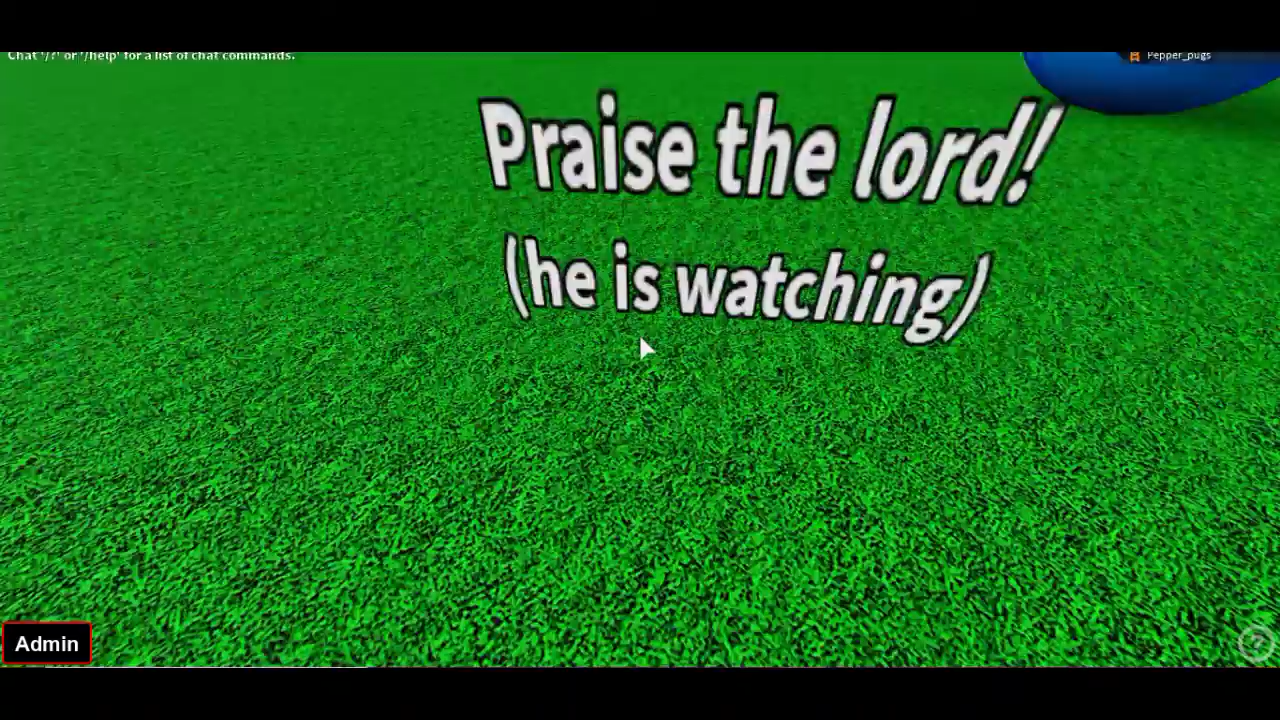 Chat '/?' or '/help' for a list of chat commands.
Pepper_pugs
Praise the lord!
(he is watching)
Admin
?